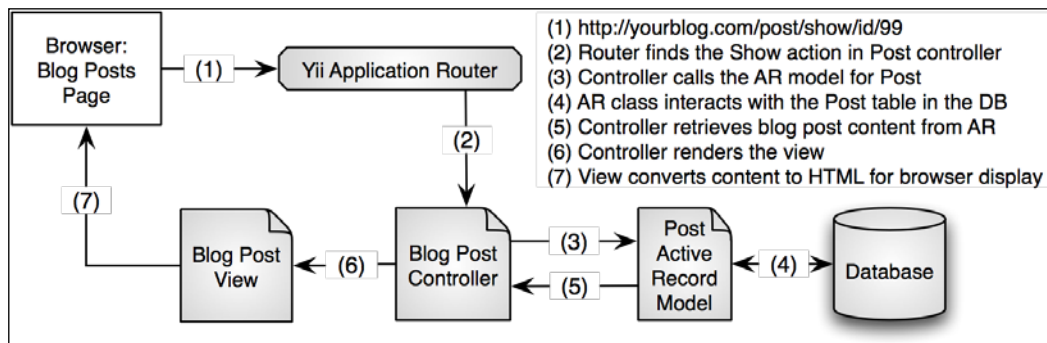 Browser:
Blog Posts
Page
(1)
Yii Application Router
(1) http://yourblog.com/post/show/id/99
(2) Router finds the Show action in Post controller
(3) Controller calls the AR model for Post
(4) AR class interacts with the Post table in the DB
(5) Controller retrieves blog post content from AR
(6) Controller renders the view
(7) View converts content to HTML for browser display
(2)
(7)
Blog Post
View
(6)
Blog Post
Controller
(3)
(5)
Post
Active
Record
Model
(4)
Database